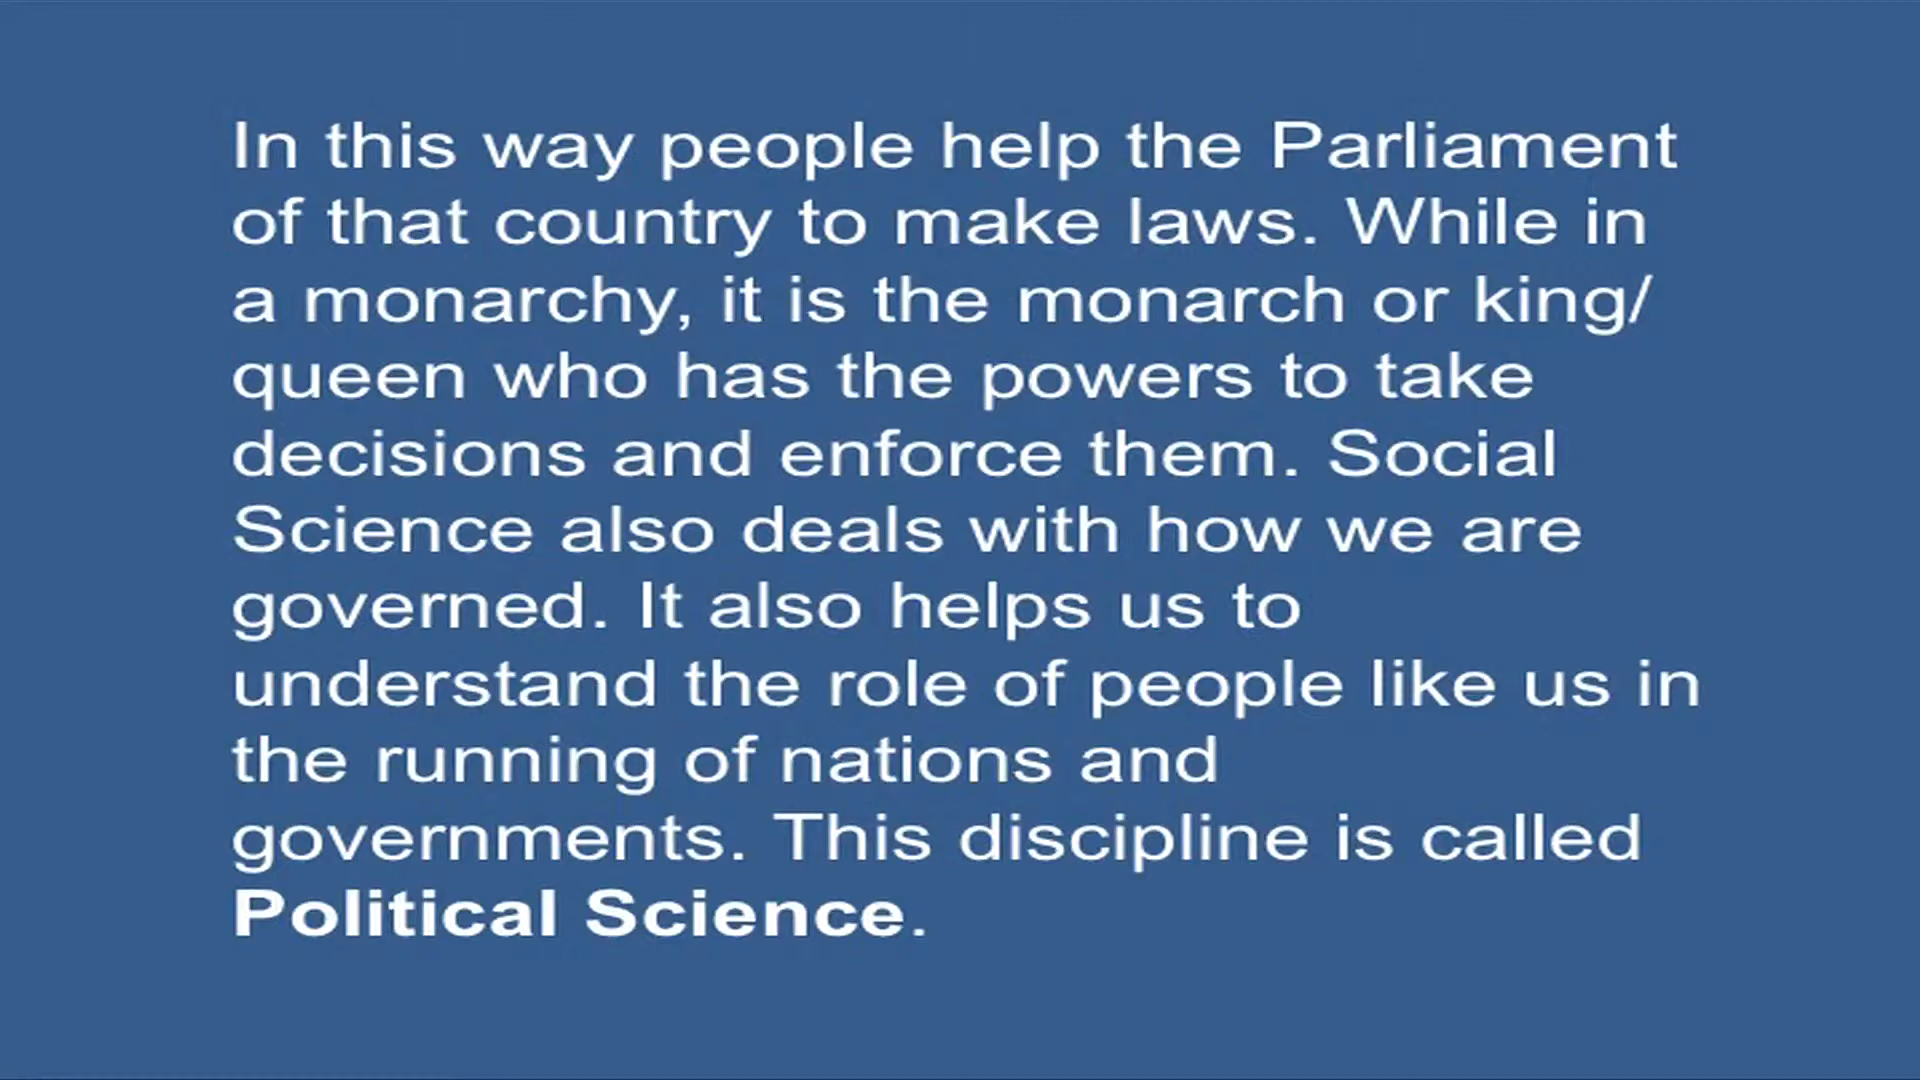 In this way people help the Parliament
of that country to make laws. While in
a monarchy, it is the monarch or king/
queen who has the powers to take
decisions and enforce them. Social
Science also deals with how we are
governed. It also helps us to
understand the role of people like us in
the running of nations and
governments. This discipline is called
Political Science.